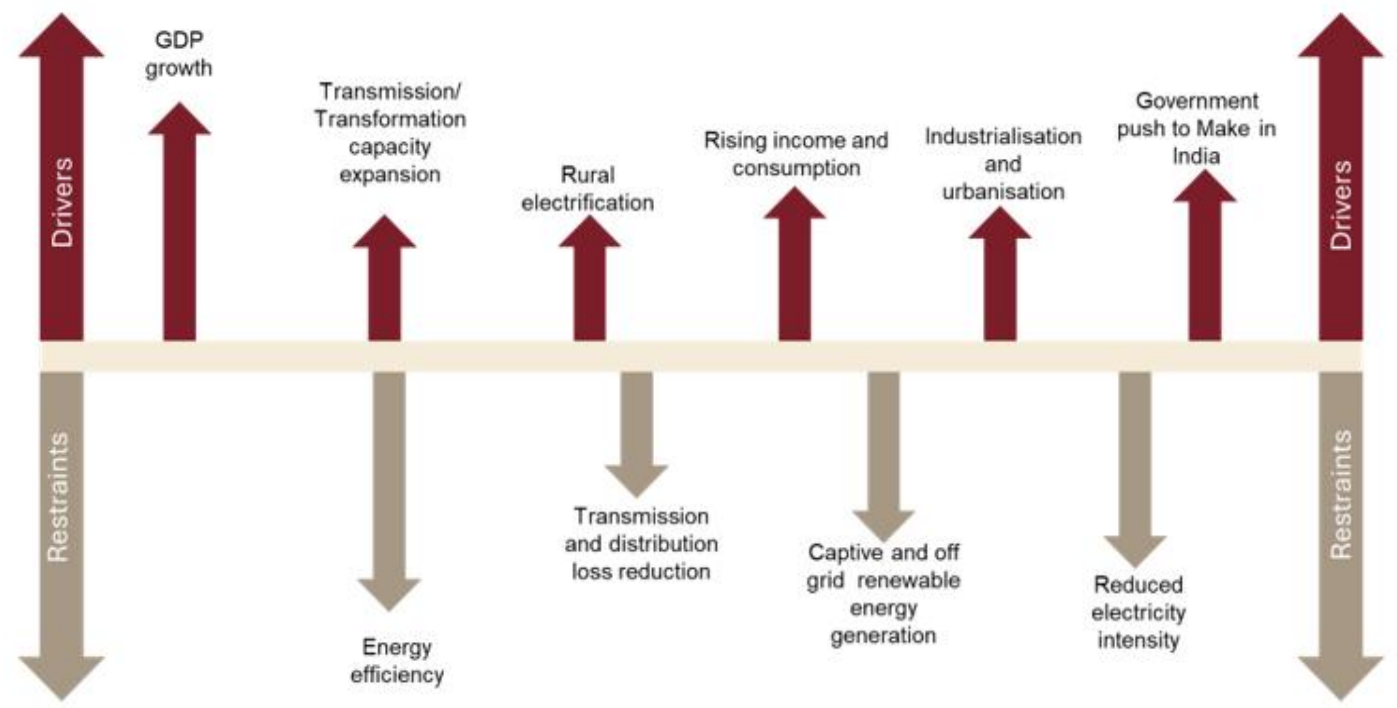 Drivers
GDP
growth
Transmission/
Transformation
capacity
expansion
Rural
electrification
Rising income and
consumption
Industrialisation
and
urbanisation
Government
push to Make in
India
Drivers
Restraints
Energy
efficiency
Transmission
and distribution
loss reduction
Captive and off
grid renewable
energy
generation
Reduced
electricity
intensity
Restraints